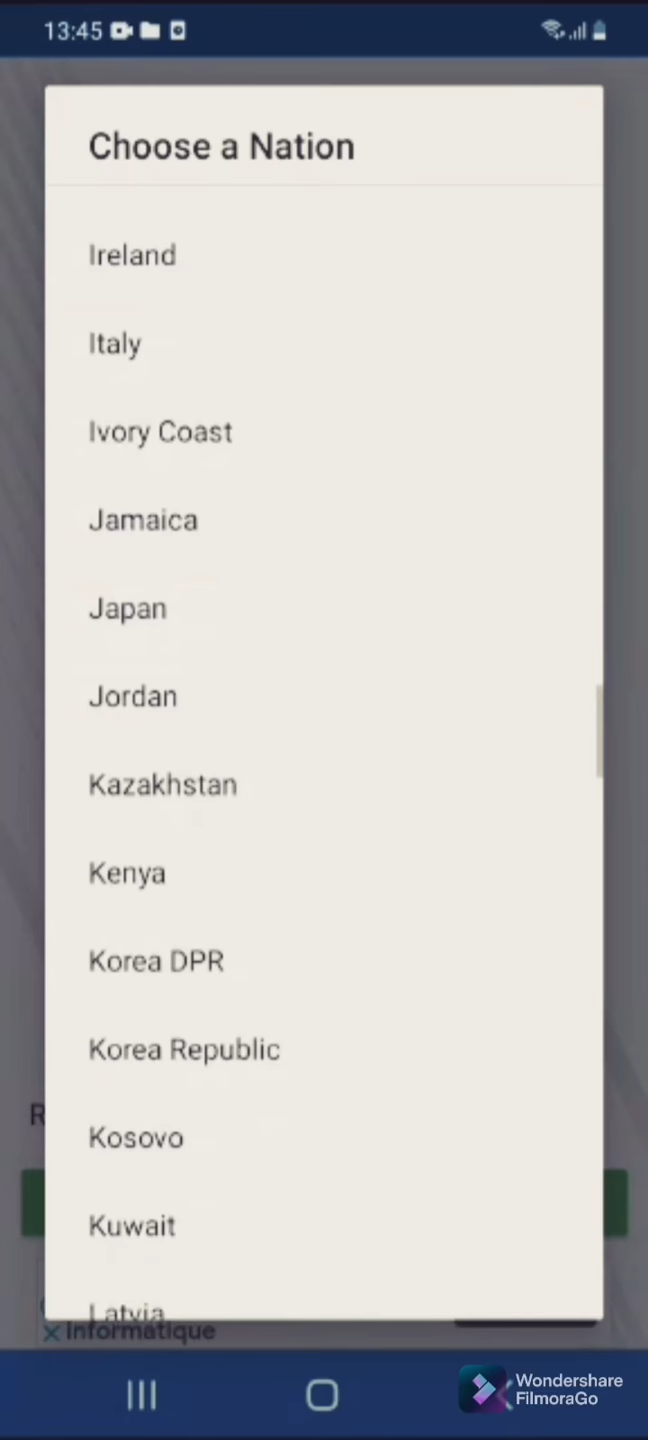 13:45
Choose a Nation
Ireland
Italy
Ivory Coast
Jamaica
Japan
Jordan
Kazakhstan
Kenya
Korea DPR
Korea Republic
Kosovo
Kuwait
Latvia
R
Informatique
Wondershare
FilmoraGo